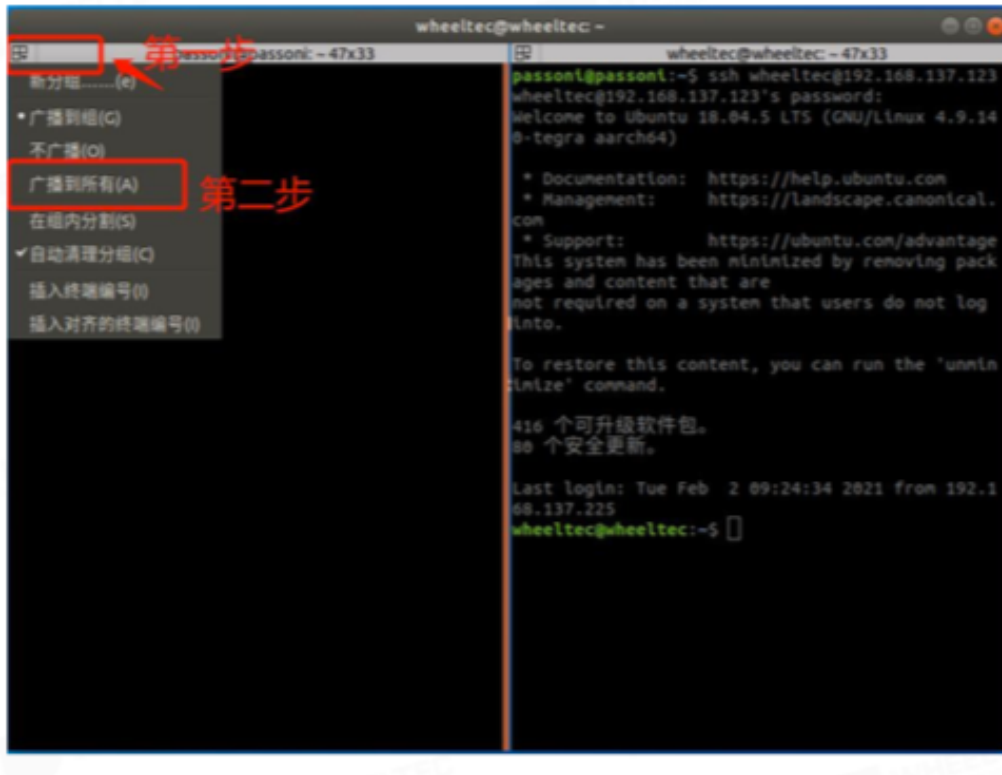 wheeltec@wheeltec: ~
第一步
passoni@passoni: ~ 47x33
新分组......(e)
广播到组(G)
不广播(O)
广播到所有(A)
第二步
在组内分割(S)
自动清理分组(C)
插入终端编号(I)
插入对齐的终端编号(I)
wheeltec@wheeltec: ~ 47x33
passoni@passoni:~$ ssh wheeltec@192.168.137.123
wheeltec@192.168.137.123's password:
Welcome to Ubuntu 18.04.5 LTS (GNU/Linux 4.9.14
0-tegra aarch64)
* Documentation: https://help.ubuntu.com
* Management: https://landscape.canonical.
com
* Support: https://ubuntu.com/advantage
This system has been minimized by removing pack
ages and content that are
not required on a system that users do not log
into.
To restore this content, you can run the 'unmin
imize' command.
416 个可升级软件包。
80 个安全更新。
Last login: Tue Feb 2 09:24:34 2021 from 192.1
68.137.225
wheeltec@wheeltec:~$